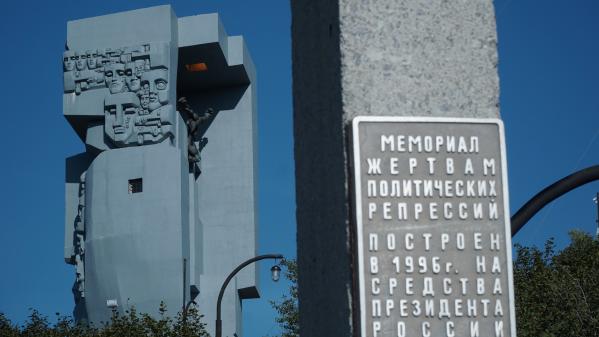 МЕМОРИАЛ
ЖЕРТВАМ
ПОЛИТИЧЕСКИХ
РЕПРЕССИЙ
ПОСТРОЕН
В 1996г. НА
СРЕДСТВА
ПРЕЗИДЕНТА
РОССИИ